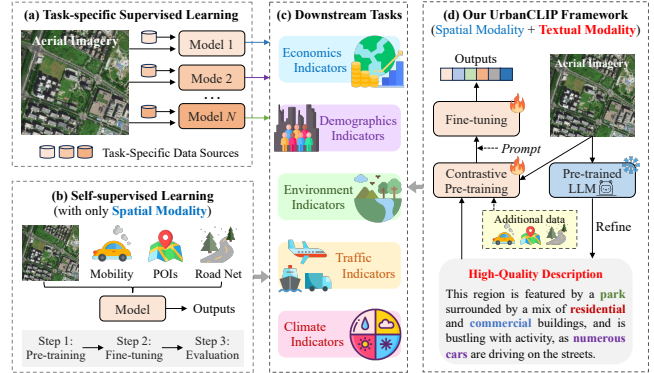 (a) Task-specific Supervised Learning
Aerial Imagery
Model 1
Mode 2
...
Model N
Task-Specific Data Sources
(b) Self-supervised Learning
(with only Spatial Modality)
Mobility
POIs
Road Net
Model
Outputs
Step 1:
Pre-training
Step 2:
Fine-tuning
Step 3:
Evaluation
(c) Downstream Tasks
Economics
Indicators
Demographics
Indicators
Environment
Indicators
Traffic
Indicators
Climate
Indicators
(d) Our UrbanCLIP Framework
(Spatial Modality + Textual Modality)
Outputs
Aerial Imagery
Fine-tuning
Prompt
Contrastive
Pre-training
Pre-trained
LLM
Additional data
Refine
High-Quality Description
This region is featured by a park
surrounded by a mix of residential
and commercial buildings, and is
bustling with activity, as numerous
cars are driving on the streets.